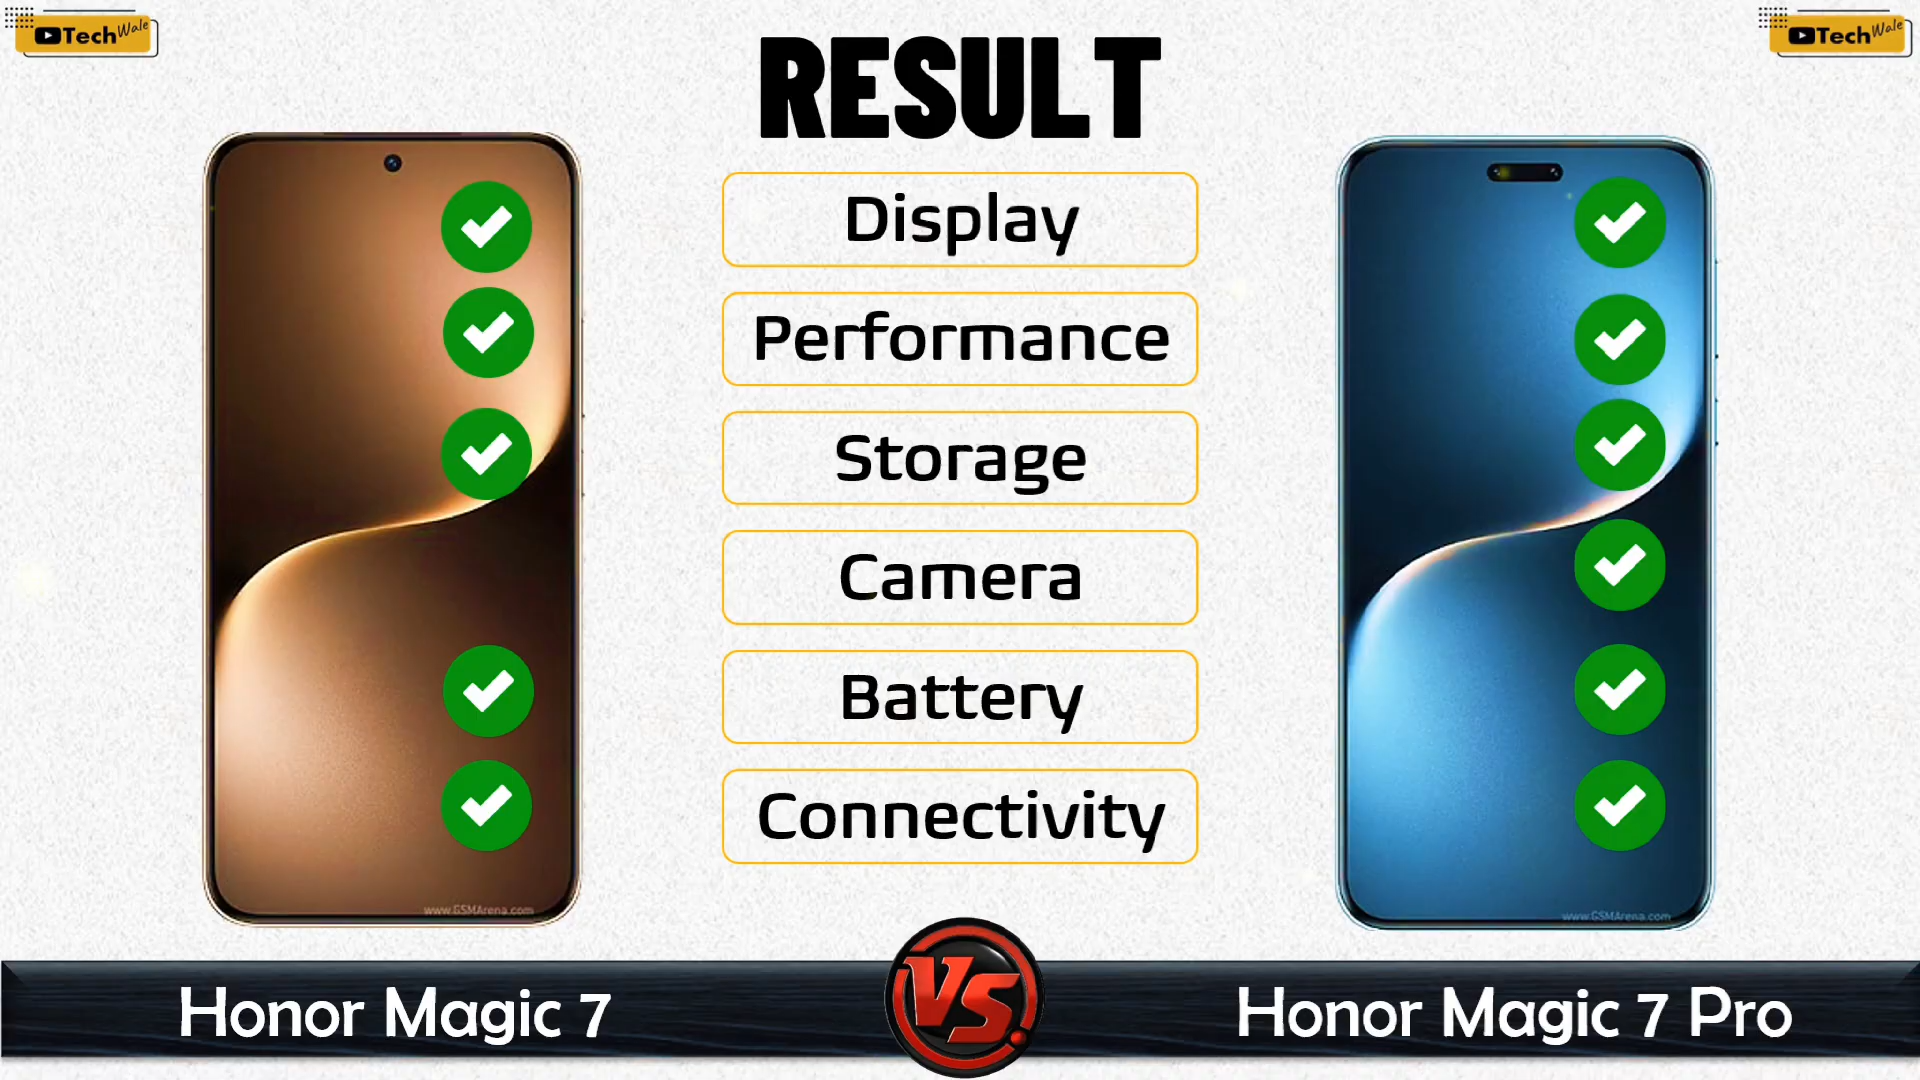 TechWale
TechWale
RESULT
Display
Performance
Storage
Camera
Battery
Connectivity
www.GSMArena.com
www.GSMArena.com
VS.
Honor Magic 7
Honor Magic 7 Pro